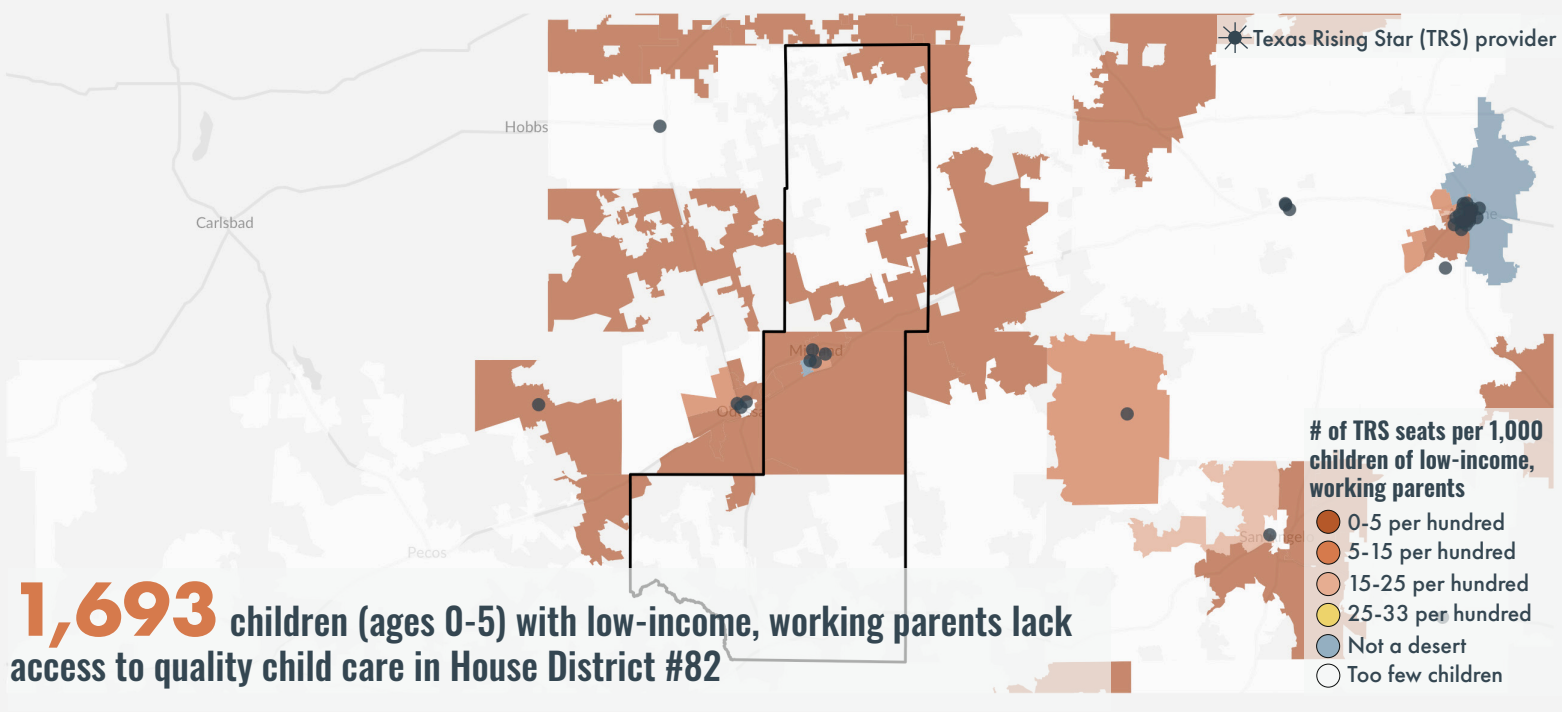 Texas Rising Star (TRS) provider
Hobbs
Carlsbad
Pecos
# of TRS seats per 1,000
children of low-income,
working parents
0-5 per hundred
5-15 per hundred
15-25 per hundred
25-33 per hundred
Not a desert
Too few children
1,693 children (ages 0-5) with low-income, working parents lack
access to quality child care in House District #82